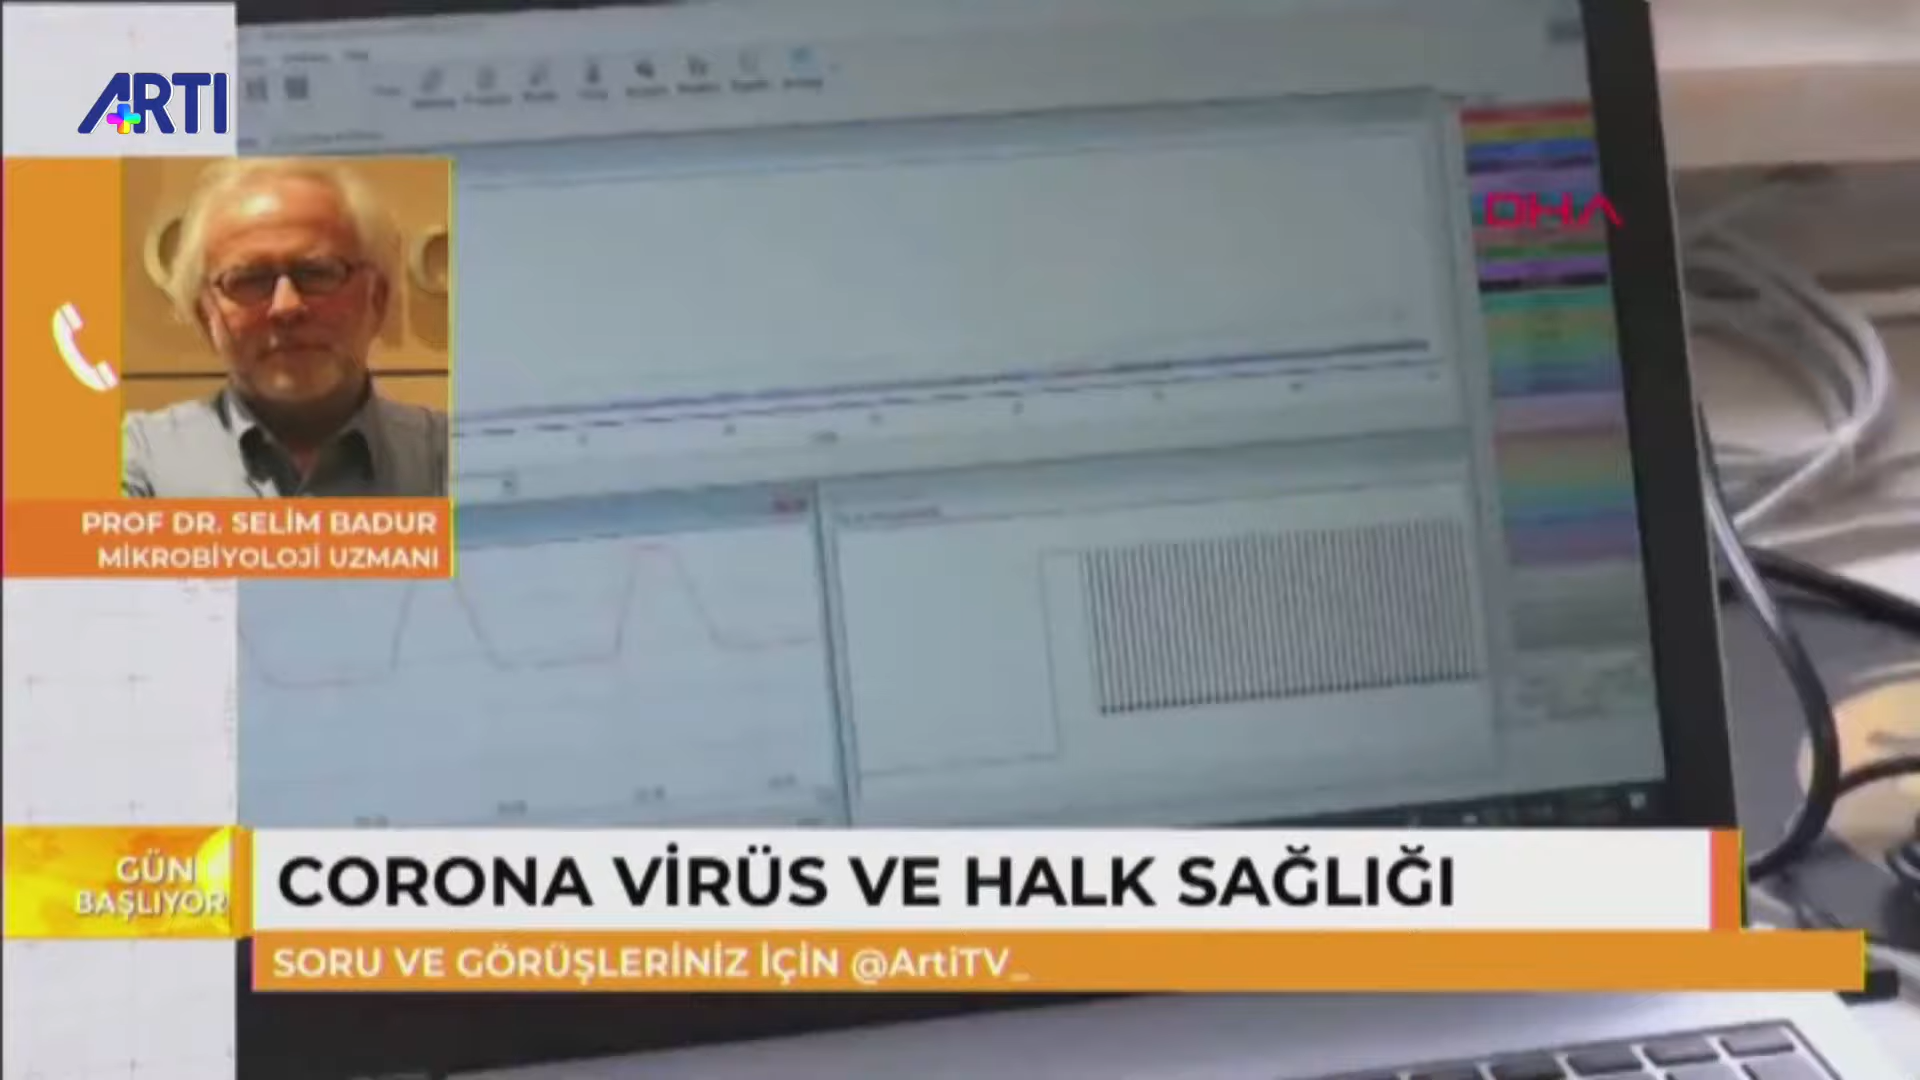 ARTI
DHA
PROF DR. SELİM BADUR
MİKROBİYOLOJİ UZMANI
GÜN
BAŞLIYOR
CORONA VİRÜS VE HALK SAĞLIĞI
SORU VE GÖRÜŞLERİNİZ İÇİN @ArtiTV_